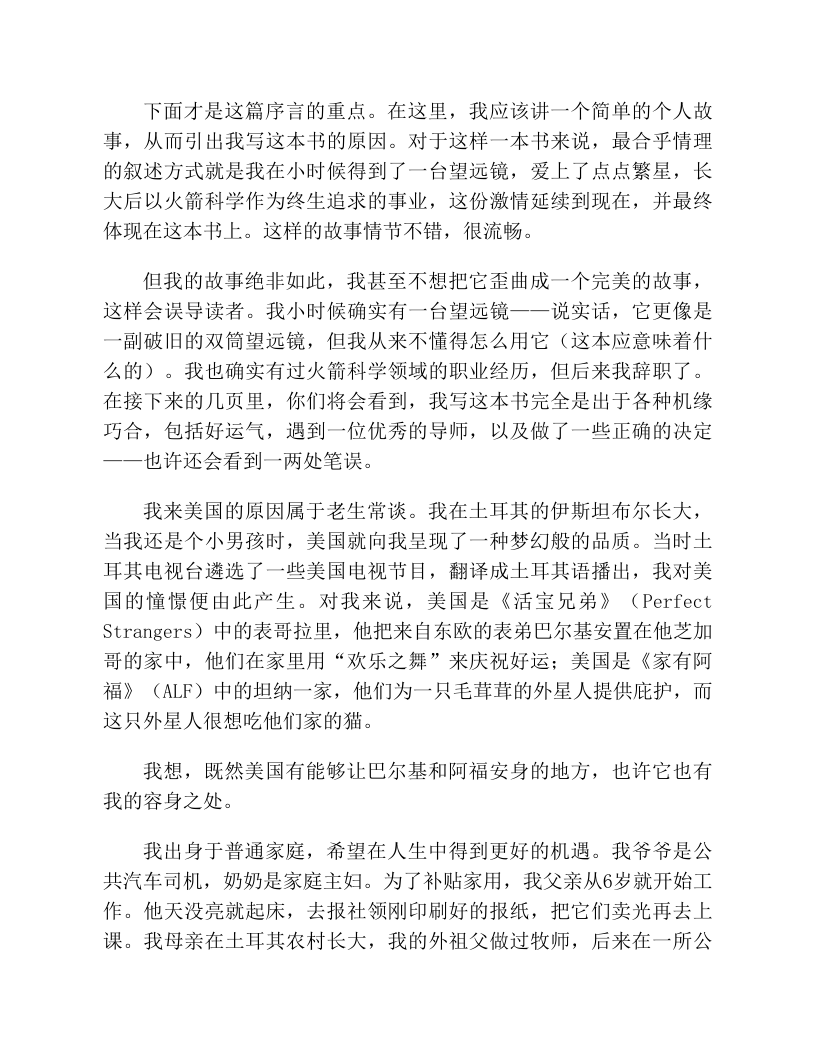 下面才是这篇序言的重点。在这里，我应该讲一个简单的个人故
事，从而引出我写这本书的原因。对于这样一本书来说，最合乎情理
的叙述方式就是我在小时候得到了一台望远镜，爱上了点点繁星，长
大后以火箭科学作为终生追求的事业，这份激情延续到现在，并最终
体现在这本书上。这样的故事情节不错，很流畅。
但我的故事绝非如此，我甚至不想把它歪曲成一个完美的故事，
这样会误导读者。我小时候确实有一台望远镜——说实话，它更像是
一副破旧的双筒望远镜，但我从来不懂得怎么用它（这本应意味着什
么的）。我也确实有过火箭科学领域的职业经历，但后来我辞职了。
在接下来的几页里，你们将会看到，我写这本书完全是出于各种机缘
巧合，包括好运气，遇到一位优秀的导师，以及做了一些正确的决定
——也许还会看到一两处笔误。
我来美国的原因属于老生常谈。我在土耳其的伊斯坦布尔长大，
当我还是个小男孩时，美国就向我呈现了一种梦幻般的品质。当时土
耳其电视台遴选了一些美国电视节目，翻译成土耳其语播出，我对美
国的憧憬便由此产生。对我来说，美国是《活宝兄弟》（Perfect
Strangers）中的表哥拉里，他把来自东欧的表弟巴尔基安置在他芝加
哥的家中，他们在家里用“欢乐之舞”来庆祝好运；美国是《家有阿
福》（ALF）中的坦纳一家，他们为一只毛茸茸的外星人提供庇护，而
这只外星人很想吃他们家的猫。
我想，既然美国有能够让巴尔基和阿福安身的地方，也许它也有
我的容身之处。
我出身于普通家庭，希望在人生中得到更好的机遇。我爷爷是公
共汽车司机，奶奶是家庭主妇。为了补贴家用，我父亲从6岁就开始工
作。他天没亮就起床，去报社领刚印刷好的报纸，把它们卖光再去上
课。我母亲在土耳其农村长大，我的外祖父做过牧师，后来在一所公